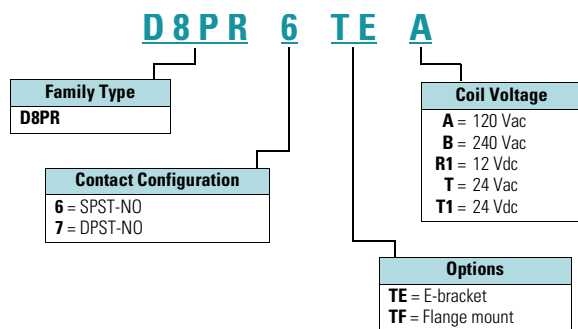 D8PR 6 TE A
Family Type
D8PR
Contact Configuration
6 = SPST-NO
7 = DPST-NO
Coil Voltage
A = 120 Vac
B = 240 Vac
R1 = 12 Vdc
T = 24 Vac
T1 = 24 Vdc
Options
TE = E-bracket
TF = Flange mount